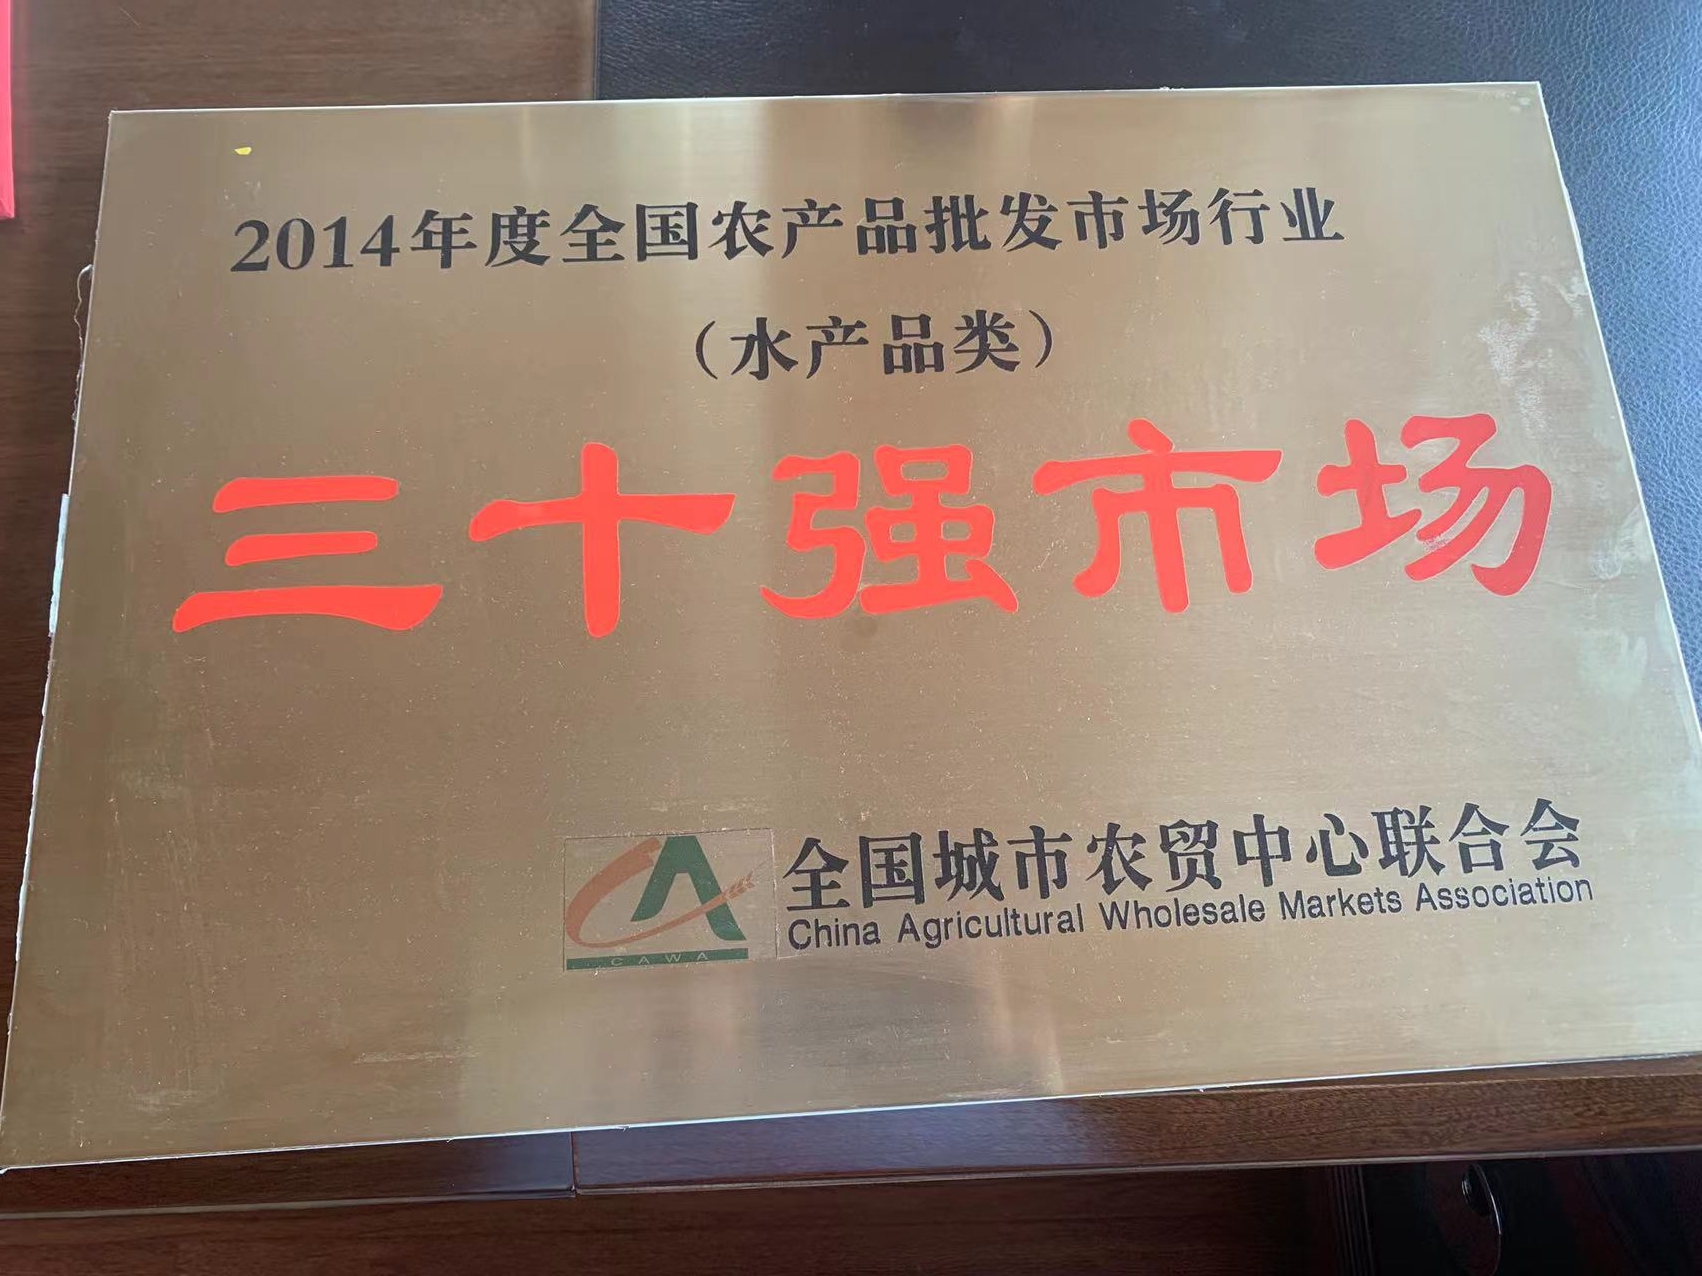 2014年度全国农产品批发市场行业
（水产品类）
三十强市场
全国城市农贸中心联合会
China Agricultural Wholesale Markets Association
CAWA